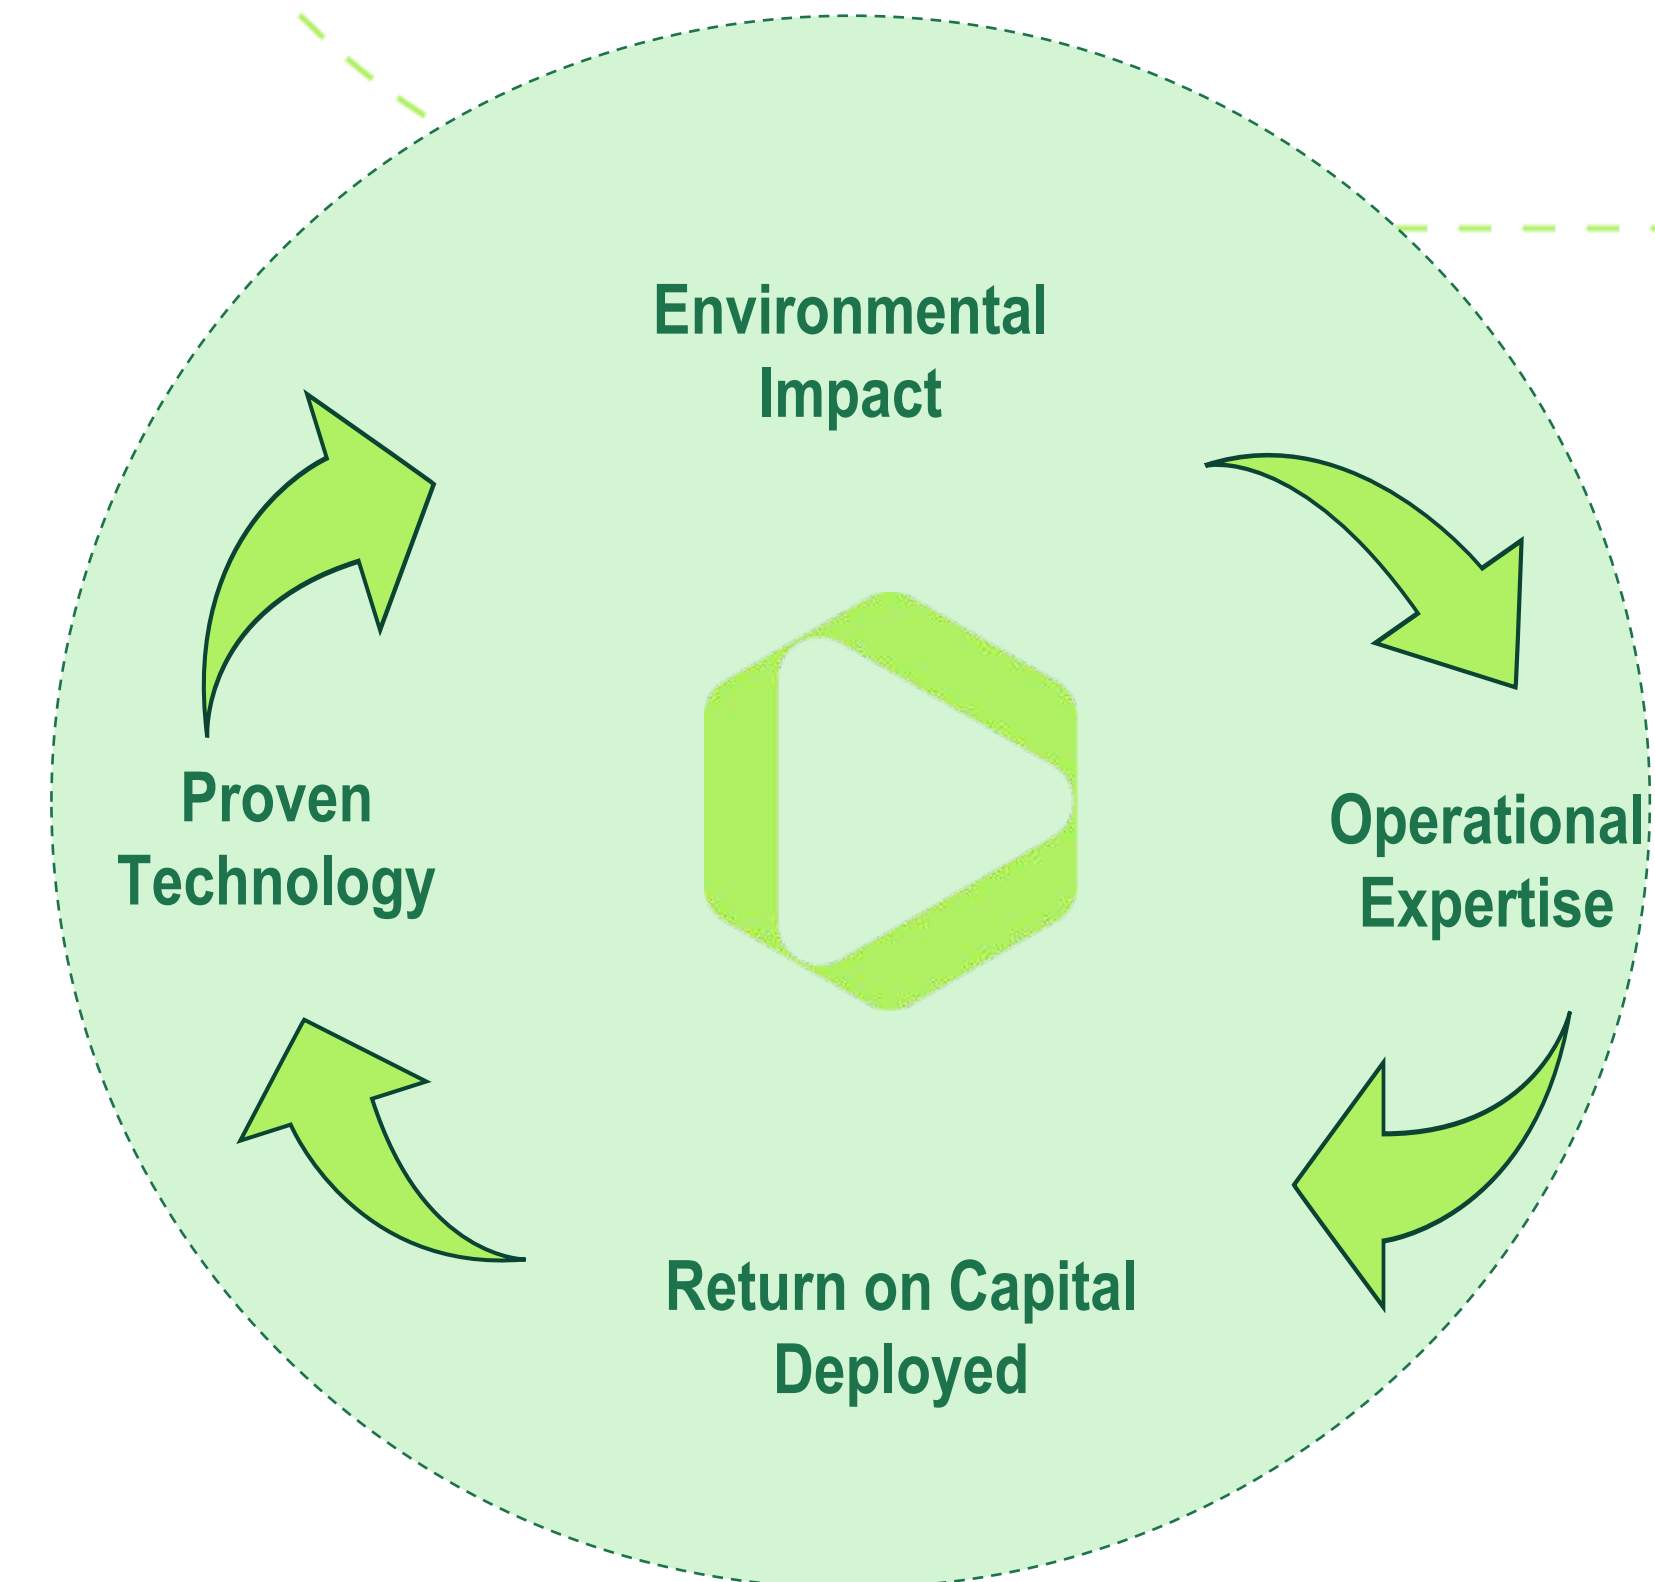 Environmental
Impact
Proven
Technology
Operational
Expertise
Return on Capital
Deployed